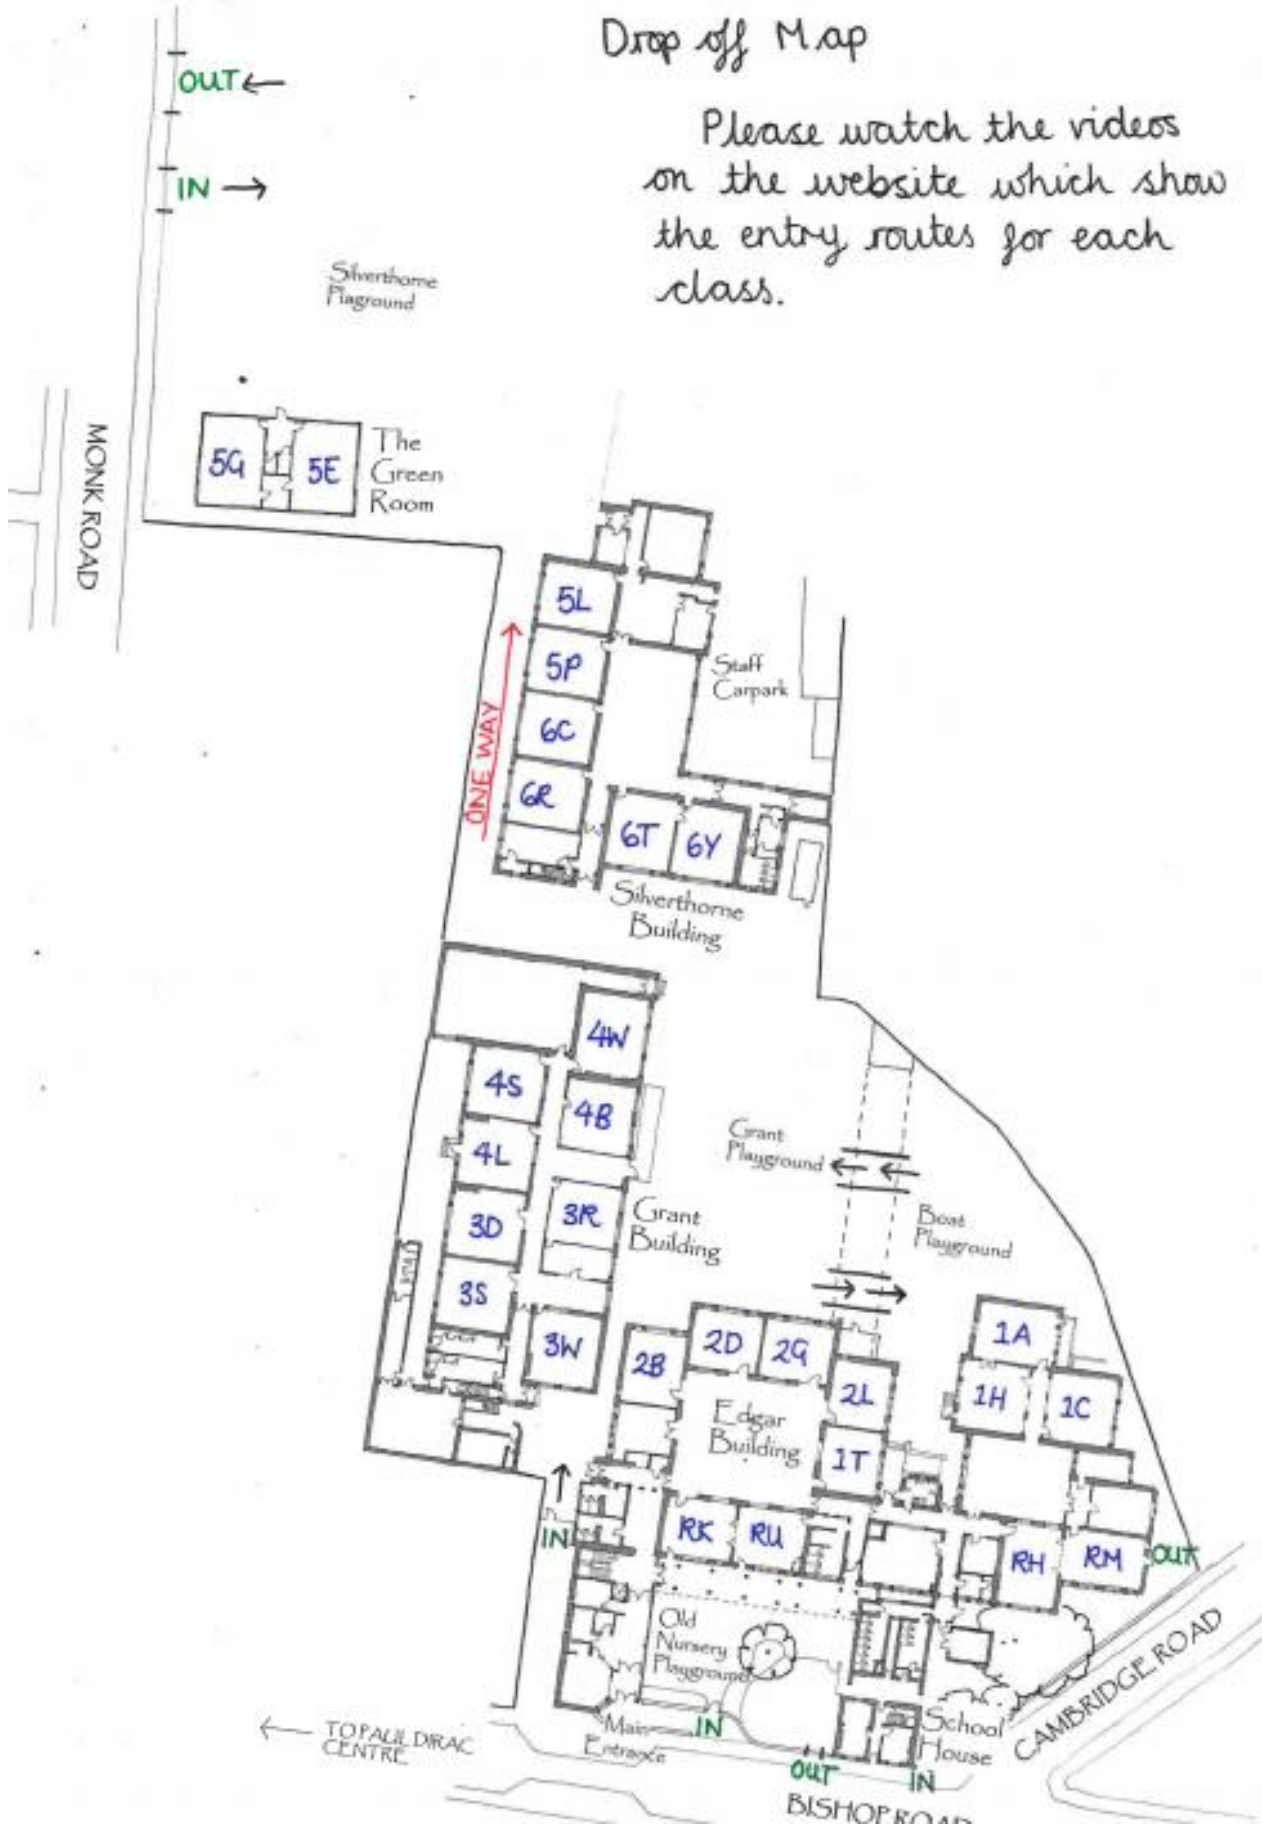 Drop off Map
Please watch the videos
on the website which show
the entry routes for each
class.
OUT ←
IN →
Silverthorne
Plaground
MONK ROAD
5G
5E
The
Green
Room
5L
5P
6C
6R
6T
6Y
ONE WAY
Staff
Carpark
Silverthorne
Building
4W
4S
4B
4L
3D
3R
3S
3W
Grant
Building
Grant
Playground
Boat
Playground
2B
2D
2G
2L
1T
Edgar
Building
1A
1H
1C
IN
RK
RU
RH
RM
OUT
Old
Nursery
Playground
Main
Entrance
IN
OUT
IN
School
House
CAMBRIDGE ROAD
← TO PAUL DIRAC
CENTRE
BISHOP ROAD